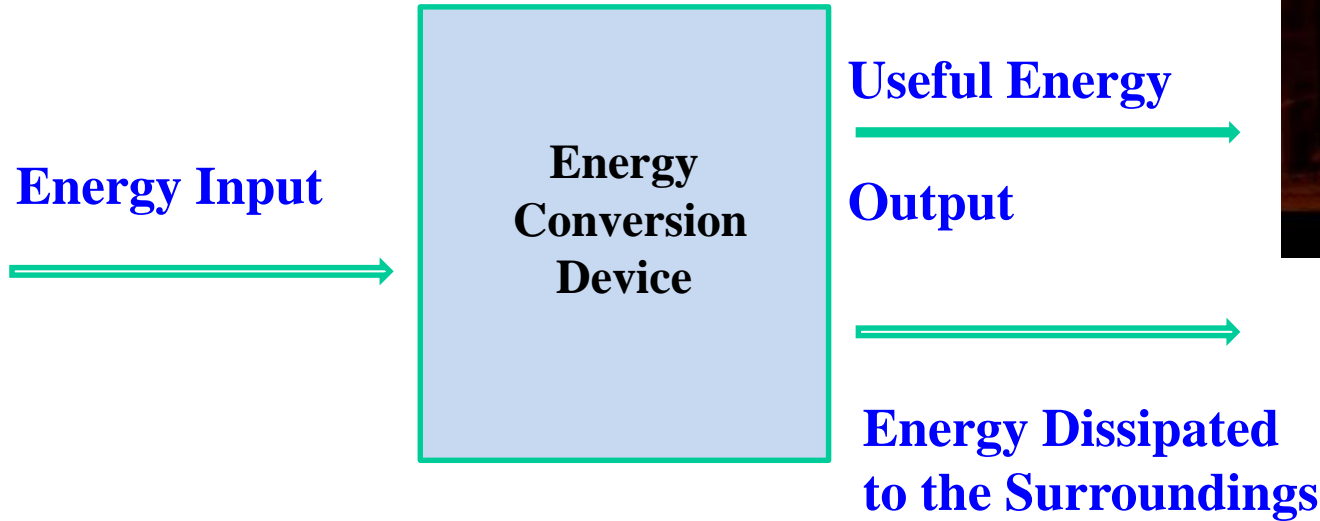 Energy Input
Energy
Conversion
Device
Useful Energy
Output
Energy Dissipated
to the Surroundings